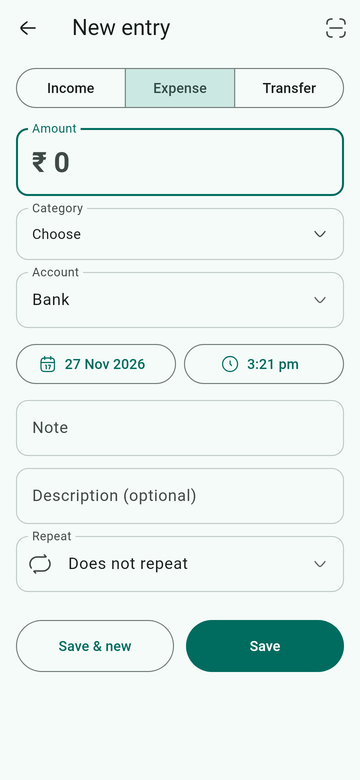 New entry
Income Expense Transfer
Amount
₹ 0
Category
Choose
Account
Bank
17 27 Nov 2026 3:21 pm
Note
Description (optional)
Repeat
Does not repeat
Save & new Save